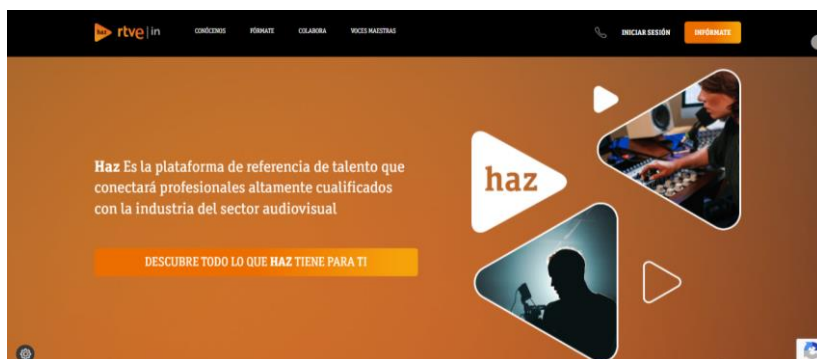 haz rtve|in
CONÓCENOS FÓRMATE COLABORA VOCES MAESTRAS
INICIAR SESIÓN INFÓRMATE
Haz Es la plataforma de referencia de talento que
conectará profesionales altamente cualificados
con la industria del sector audiovisual
DESCUBRE TODO LO QUE HAZ TIENE PARA TI
haz